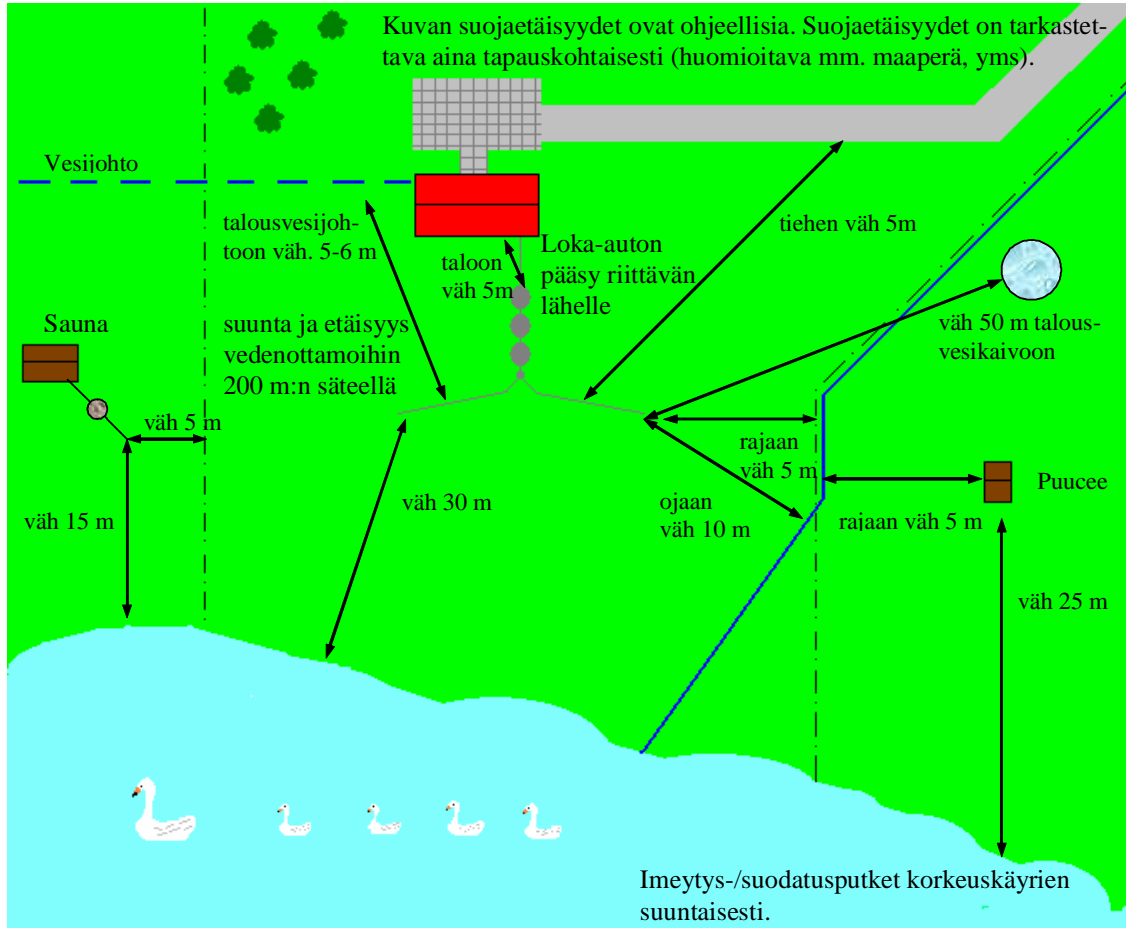 Kuvan suojaetäisyydet ovat ohjeellisia. Suojaetäisyydet on tarkastet-
tava aina tapauskohtaisesti (huomioitava mm. maaperä, yms).
Vesijohto
talousvesijoh-
toon väh. 5-6 m
taloon
väh 5m
Loka-auton
pääsy riittävän
lähelle
tiehen väh 5m
väh 50 m talous-
vesikaivoon
Sauna
suunta ja etäisyys
vedenottamoihin
200 m:n säteellä
väh 5 m
rajaan
väh 5 m
väh 15 m
väh 30 m
ojaan
väh 10 m
Puucee
rajaan väh 5 m
väh 25 m
Imeytys-/suodatusputket korkeuskäyrien
suuntaisesti.